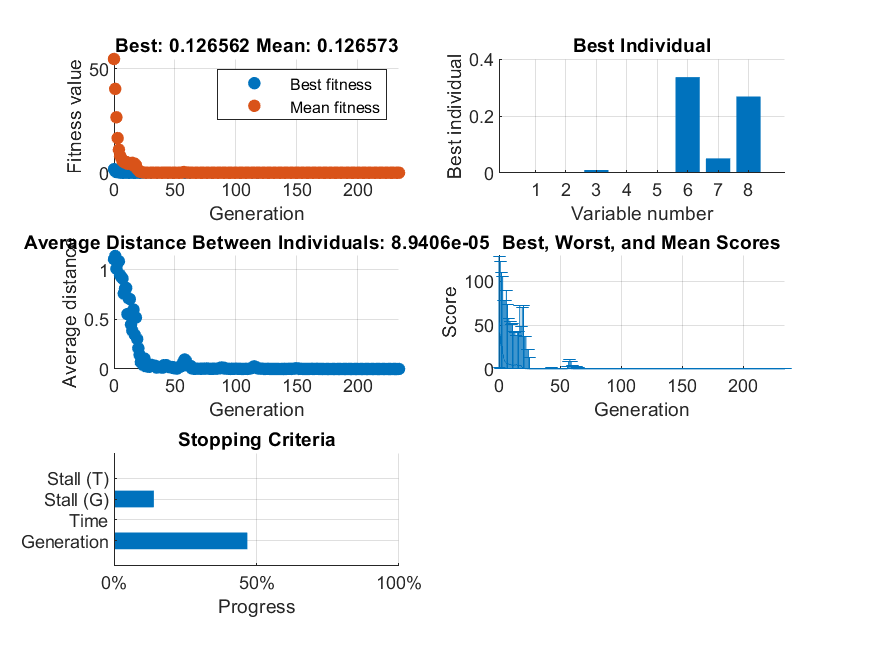 Best: 0.126562 Mean: 0.126573
Fitness value
50
0
Best fitness
Mean fitness
0 50 100 150 200
Generation
Best Individual
Best individual
0.4
0.2
0
1 2 3 4 5 6 7 8
Variable number
Average Distance Between Individuals: 8.9406e-05
Average distance
1
0.5
0
0 50 100 150 200
Generation
Best, Worst, and Mean Scores
Score
100
50
0
0 50 100 150 200
Generation
Stopping Criteria
Stall (T)
Stall (G)
Time
Generation
0% 50% 100%
Progress